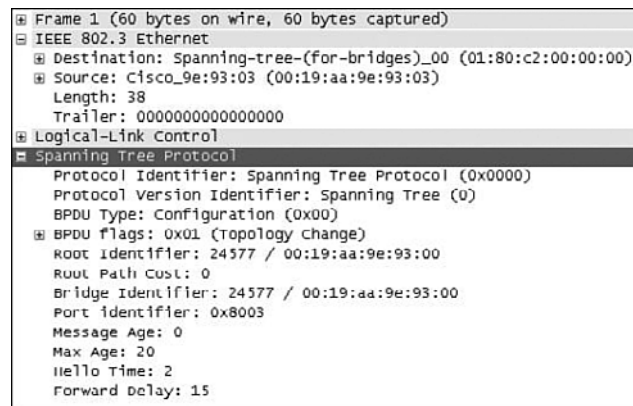 Frame 1 (60 bytes on wire, 60 bytes captured)
IEEE 802.3 Ethernet
Destination: Spanning-tree-(for-bridges)_00 (01:80:c2:00:00:00)
Source: Cisco_9e:93:03 (00:19:aa:9e:93:03)
Length: 38
Trailer: 0000000000000000
Logical-Link Control
Spanning Tree Protocol
Protocol Identifier: Spanning Tree Protocol (0x0000)
Protocol Version Identifier: Spanning Tree (0)
BPDU Type: Configuration (0x00)
BPDU flags: 0x01 (Topology Change)
Root Identifier: 24577 / 00:19:aa:9e:93:00
Root Path Cost: 0
Bridge Identifier: 24577 / 00:19:aa:9e:93:00
Port identifier: 0x8003
Message Age: 0
Max Age: 20
Hello Time: 2
Forward Delay: 15